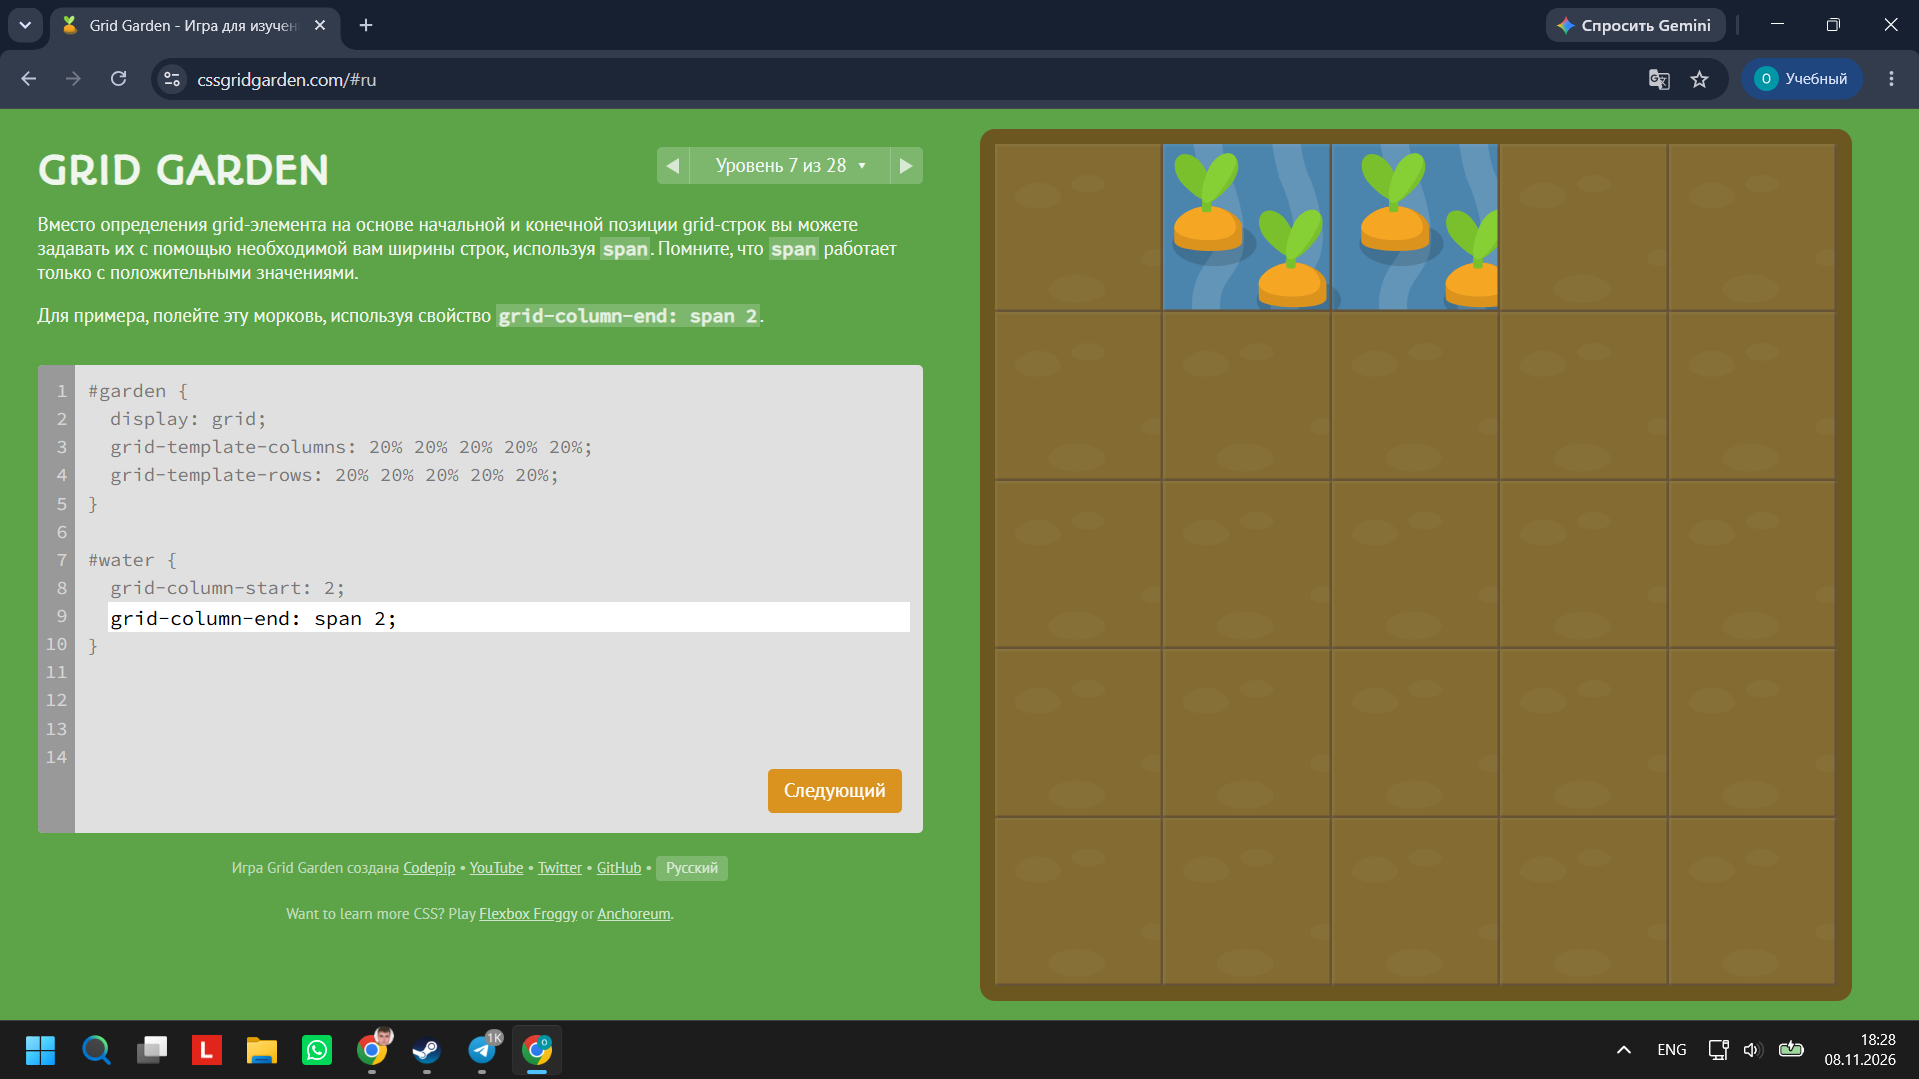 Grid Garden - Игра для изучен
Спросить Gemini
cssgridgarden.com/#ru
О Учебный
GRID GARDEN
Уровень 7 из 28
Вместо определения grid-элемента на основе начальной и конечной позиции grid-строк вы можете
задавать их с помощью необходимой вам ширины строк, используя span. Помните, что span работает
только с положительными значениями.
Для примера, полейте эту морковь, используя свойство grid-column-end: span 2.
1 #garden {
2 display: grid;
3 grid-template-columns: 20% 20% 20% 20% 20%;
4 grid-template-rows: 20% 20% 20% 20% 20%;
5 }
6
7 #water {
8 grid-column-start: 2;
9 grid-column-end: span 2;
10 }
11
12
13
14
Следующий
Игра Grid Garden создана Codepip • YouTube • Twitter • GitHub • Русский
Want to learn more CSS? Play Flexbox Froggy or Anchoreum.
L
1K
О
ENG
18:28
08.11.2026